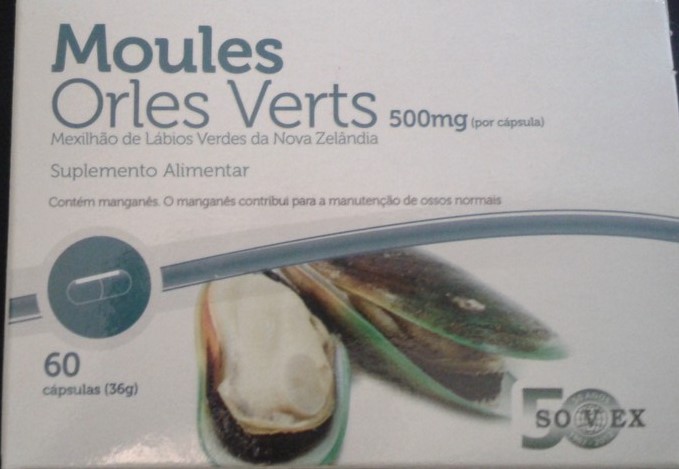 Moules
Orles Verts 500mg (por cápsula)
Mexilhão de Lábios Verdes da Nova Zelândia
Suplemento Alimentar
Contém manganês. O manganês contribui para a manutenção de ossos normais
60
cápsulas (36g)
50
SOVEX